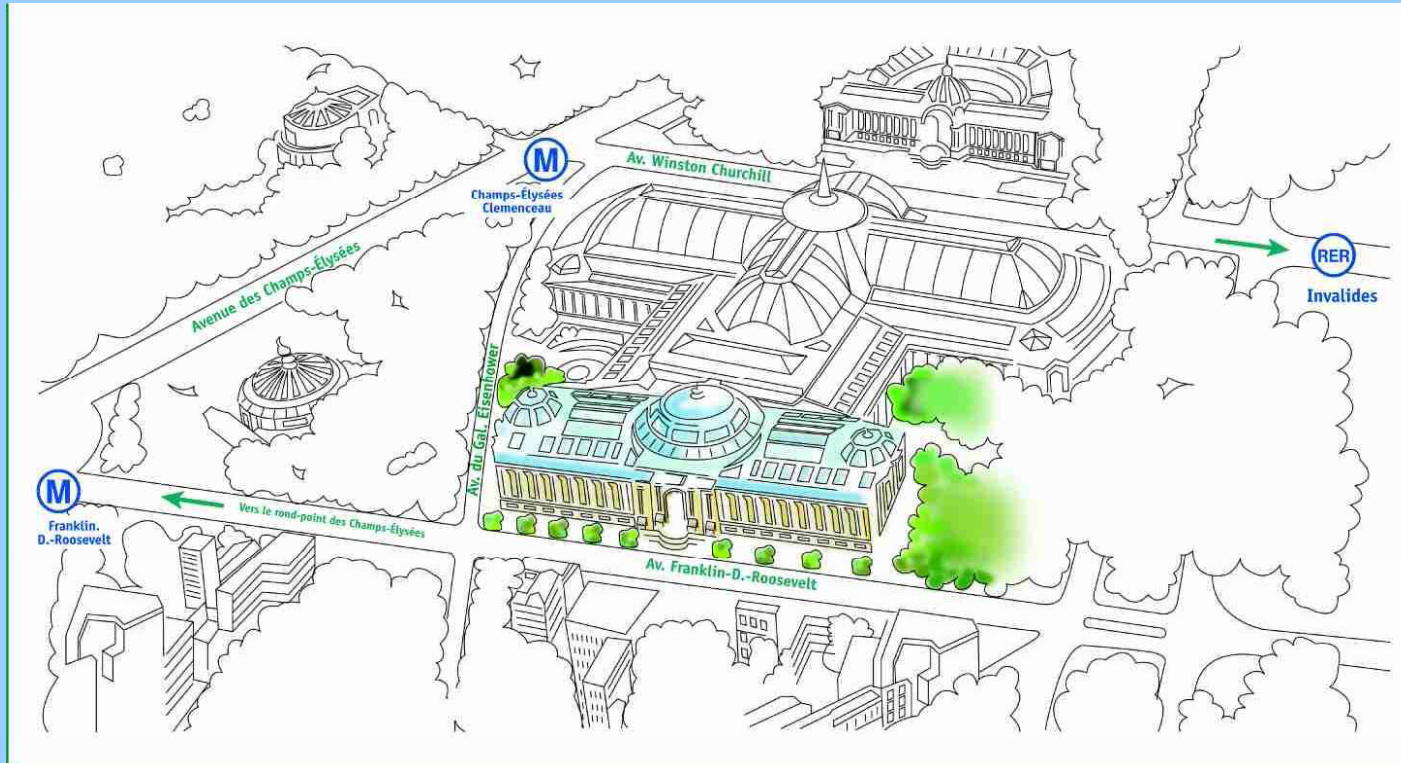 M
Champs-Élysées
Clemenceau
Av. Winston Churchill
Avenue des Champs-Élysées
RER
Invalides
Av. du Gal. Eisenhower
M
Franklin.
D.-Roosevelt
Vers le rond-point des Champs-Élysées
Av. Franklin-D.-Roosevelt